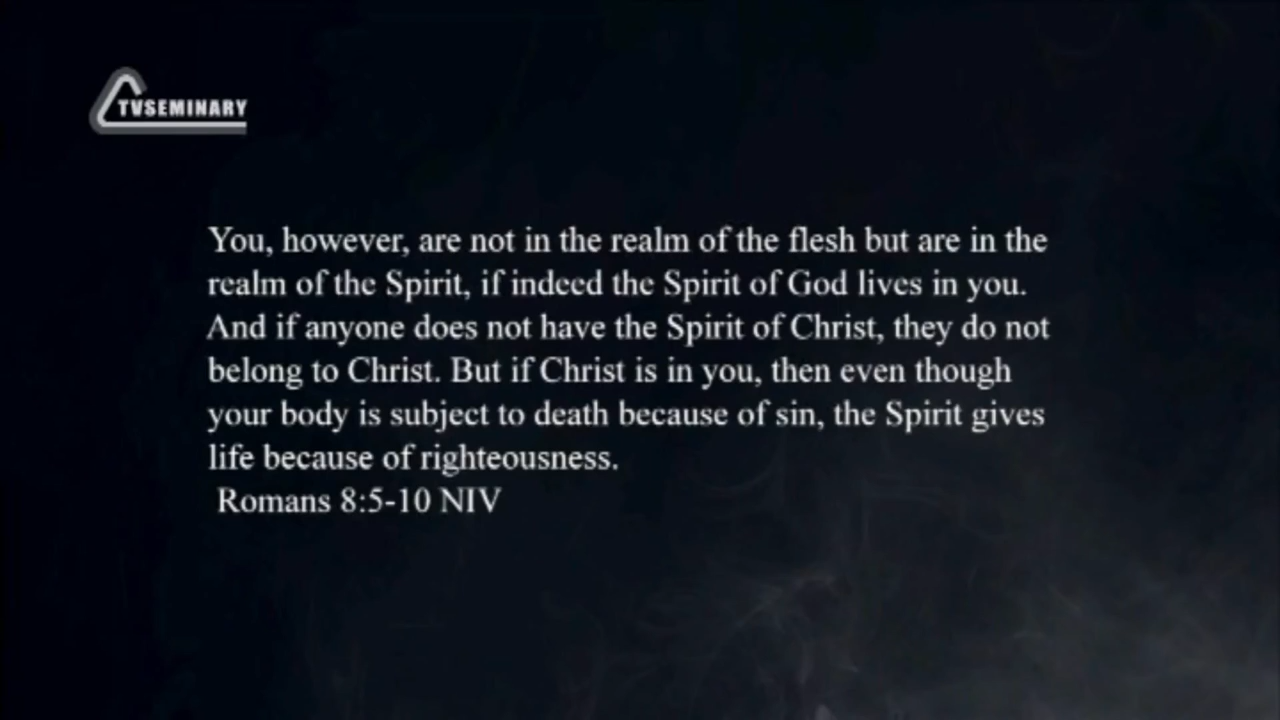 TVSEMINARY
You, however, are not in the realm of the flesh but are in the
realm of the Spirit, if indeed the Spirit of God lives in you.
And if anyone does not have the Spirit of Christ, they do not
belong to Christ. But if Christ is in you, then even though
your body is subject to death because of sin, the Spirit gives
life because of righteousness.
Romans 8:5-10 NIV